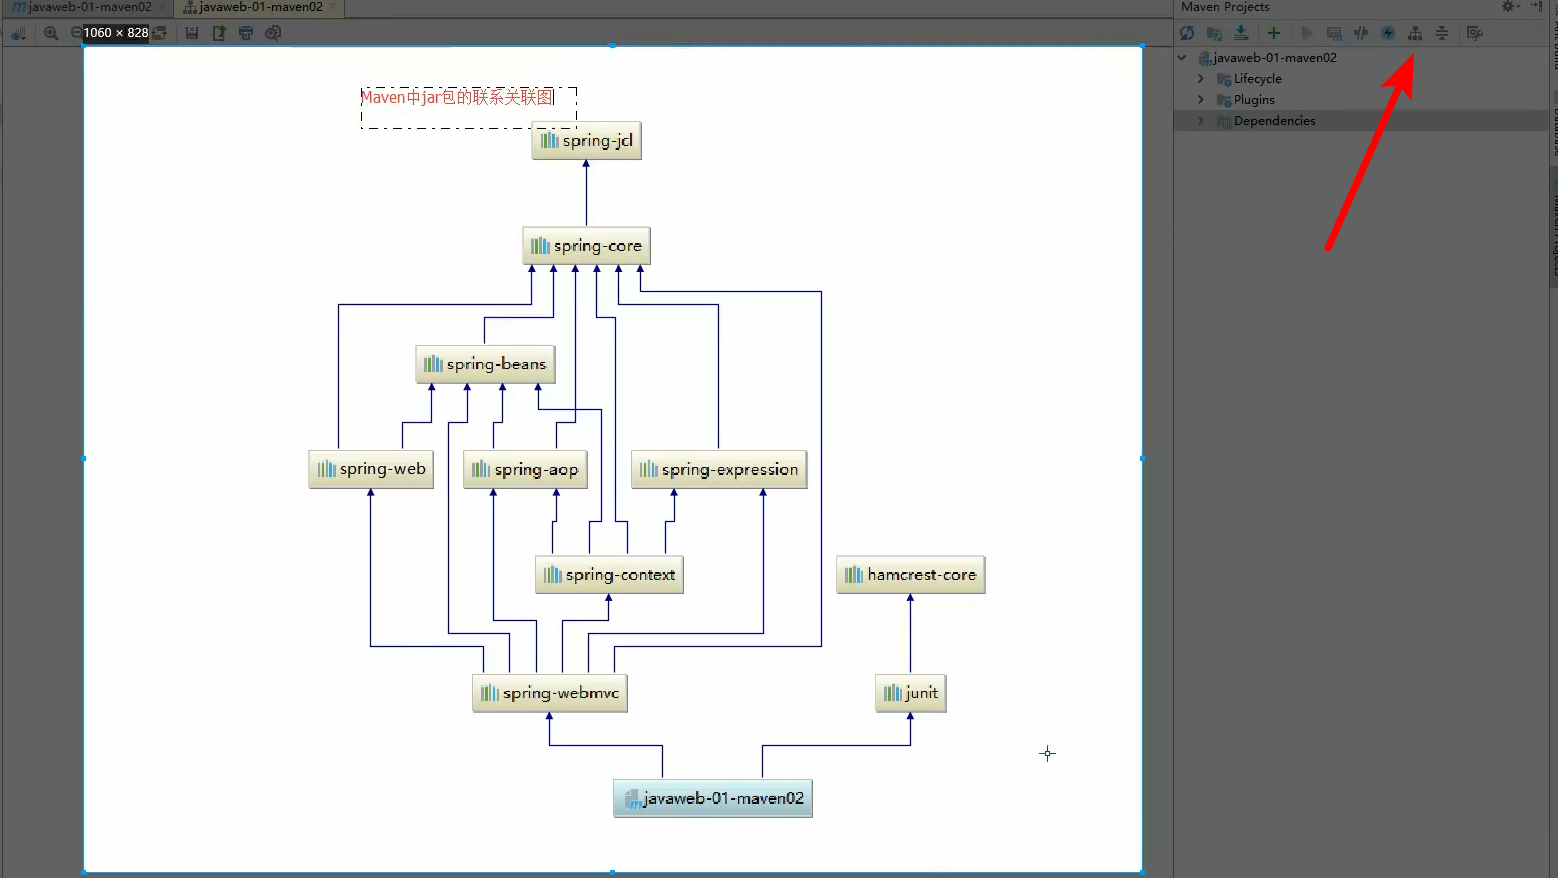 javaweb-01-maven02
javaweb-01-maven02
Maven Projects
1060 × 828
javaweb-01-maven02
Lifecycle
Plugins
Dependencies
Maven中jar包的联系关联图
spring-jcl
spring-core
spring-beans
spring-web
spring-aop
spring-expression
spring-context
hamcrest-core
spring-webmvc
junit
javaweb-01-maven02